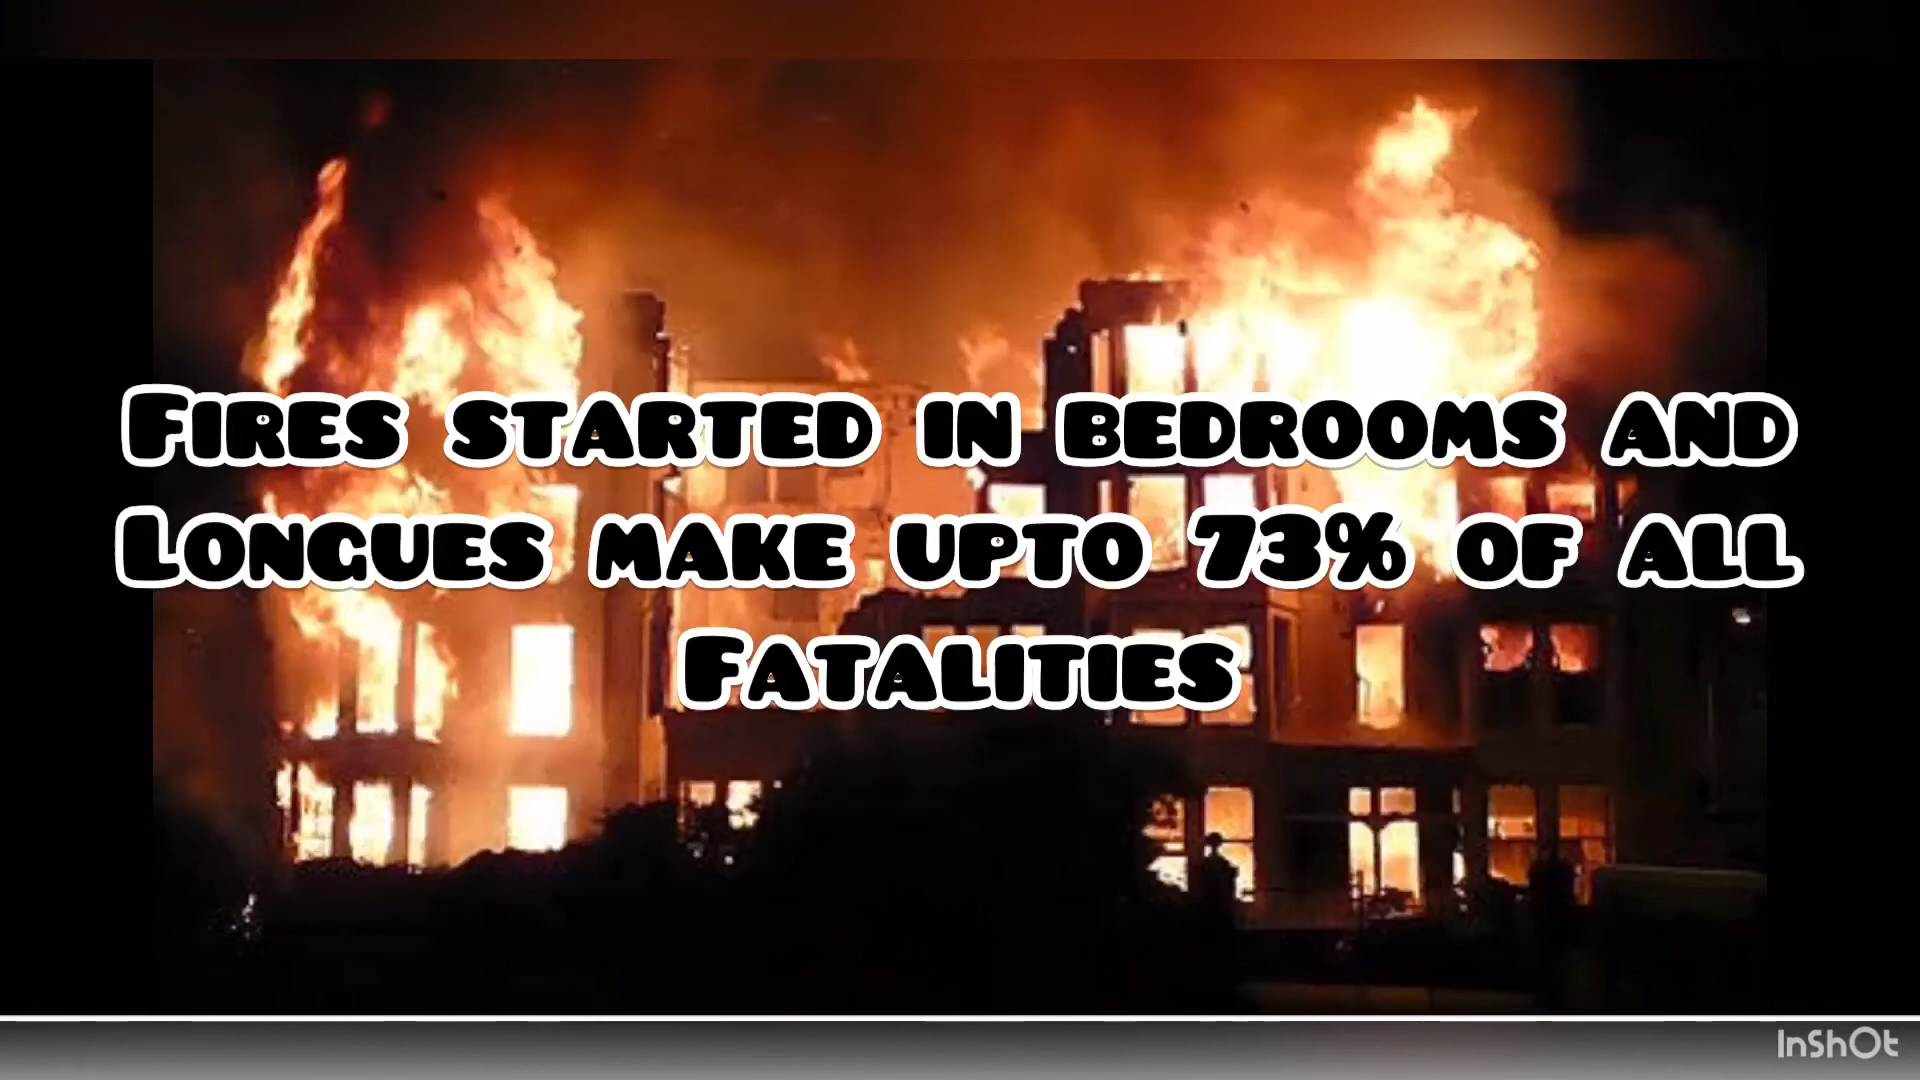 Fires started in bedrooms and
Longues make upto 73% of all
Fatalities
InShOt